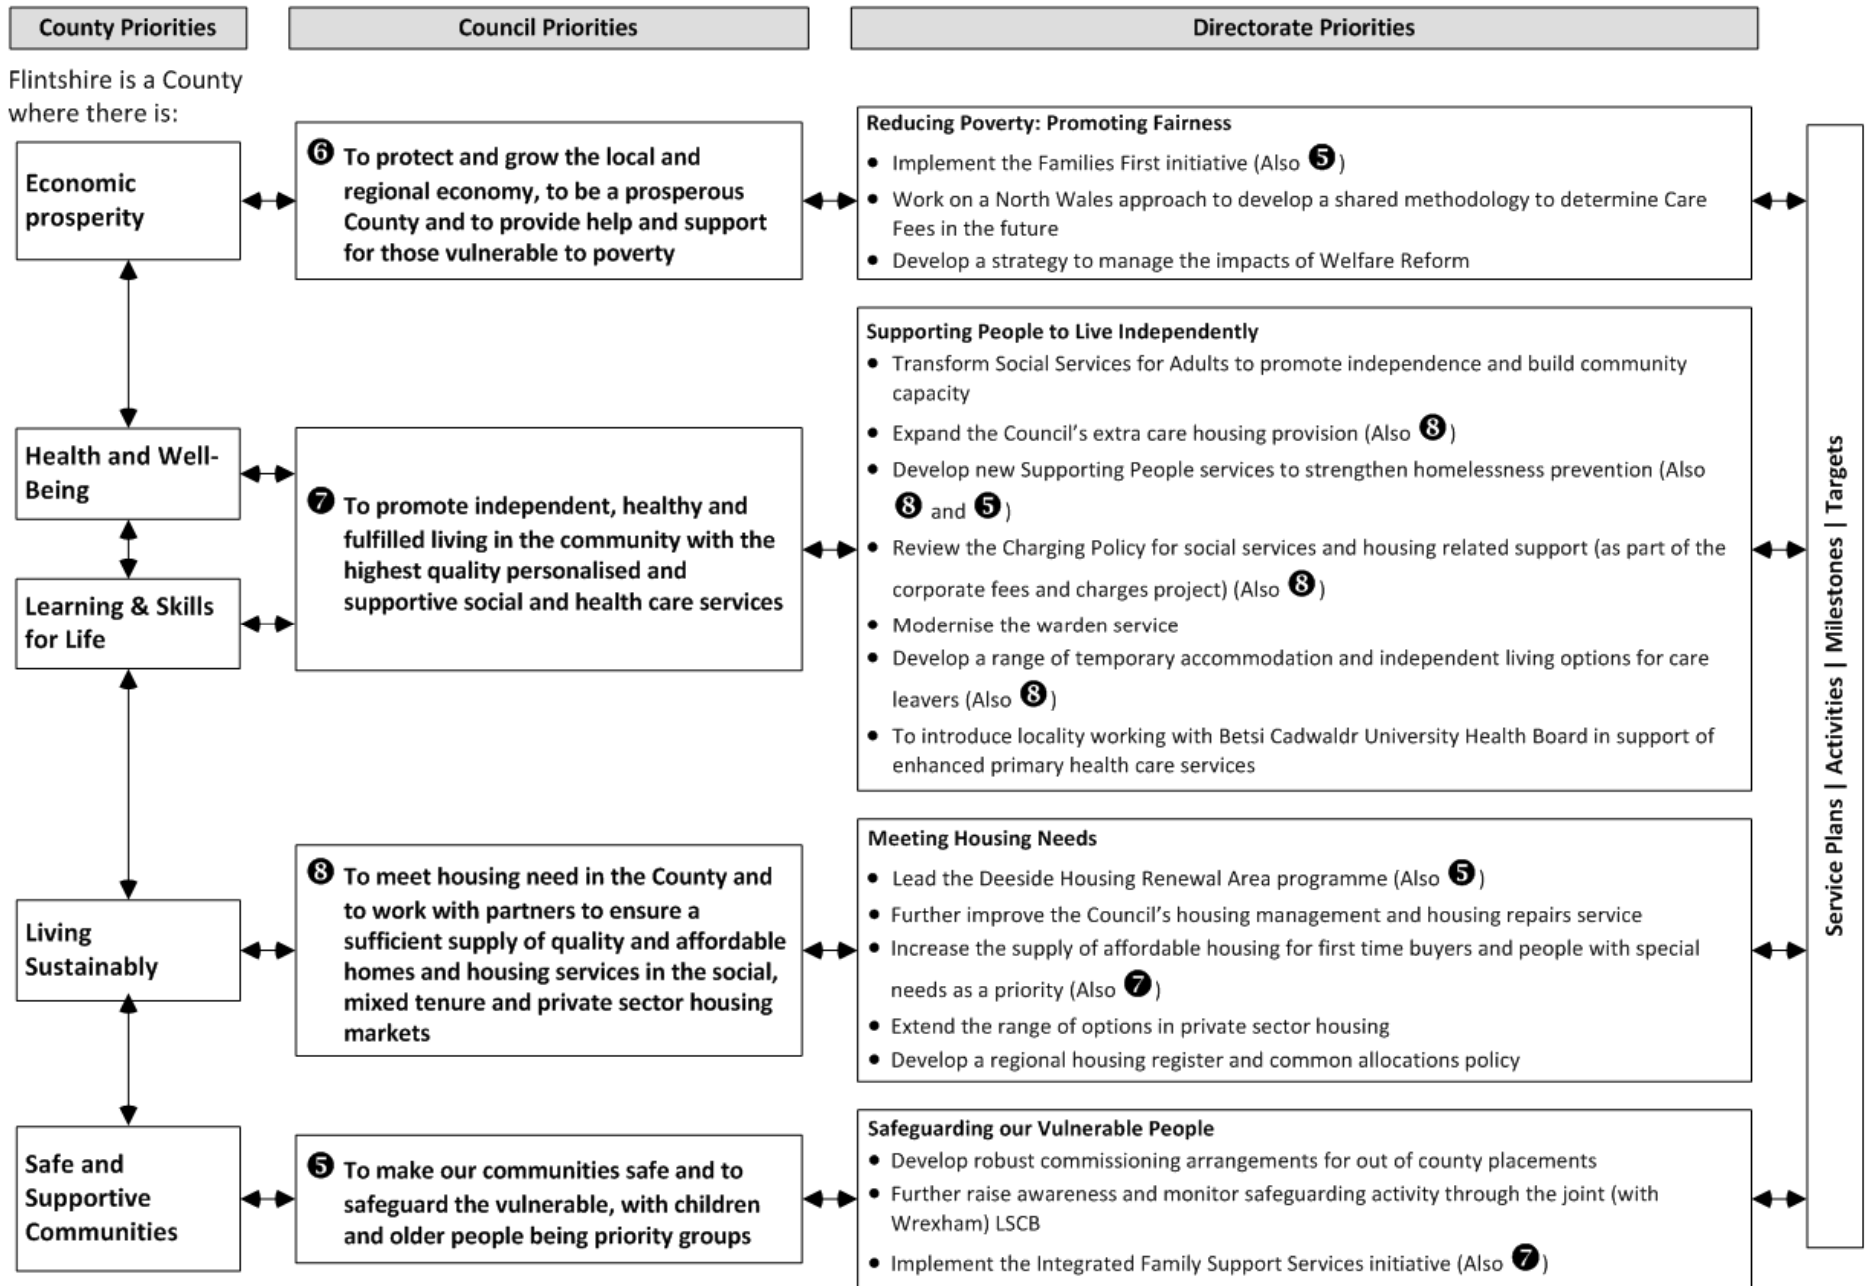 County Priorities
Council Priorities
Directorate Priorities
Flintshire is a County
where there is:
Economic
prosperity
❻ To protect and grow the local and
regional economy, to be a prosperous
County and to provide help and support
for those vulnerable to poverty
Reducing Poverty: Promoting Fairness
• Implement the Families First initiative (Also ❺)
• Work on a North Wales approach to develop a shared methodology to determine Care
Fees in the future
• Develop a strategy to manage the impacts of Welfare Reform
Health and Well-
Being
Learning & Skills
for Life
❼ To promote independent, healthy and
fulfilled living in the community with the
highest quality personalised and
supportive social and health care services
Supporting People to Live Independently
• Transform Social Services for Adults to promote independence and build community
capacity
• Expand the Council's extra care housing provision (Also ❽)
• Develop new Supporting People services to strengthen homelessness prevention (Also
❽ and ❺)
• Review the Charging Policy for social services and housing related support (as part of the
corporate fees and charges project) (Also ❽)
• Modernise the warden service
• Develop a range of temporary accommodation and independent living options for care
leavers (Also ❽)
• To introduce locality working with Betsi Cadwaldr University Health Board in support of
enhanced primary health care services
Living
Sustainably
❽ To meet housing need in the County and
to work with partners to ensure a
sufficient supply of quality and affordable
homes and housing services in the social,
mixed tenure and private sector housing
markets
Meeting Housing Needs
• Lead the Deeside Housing Renewal Area programme (Also ❺)
• Further improve the Council's housing management and housing repairs service
• Increase the supply of affordable housing for first time buyers and people with special
needs as a priority (Also ❼)
• Extend the range of options in private sector housing
• Develop a regional housing register and common allocations policy
Safe and
Supportive
Communities
❺ To make our communities safe and to
safeguard the vulnerable, with children
and older people being priority groups
Safeguarding our Vulnerable People
• Develop robust commissioning arrangements for out of county placements
• Further raise awareness and monitor safeguarding activity through the joint (with
Wrexham) LSCB
• Implement the Integrated Family Support Services initiative (Also ❼)
Service Plans | Activities | Milestones | Targets